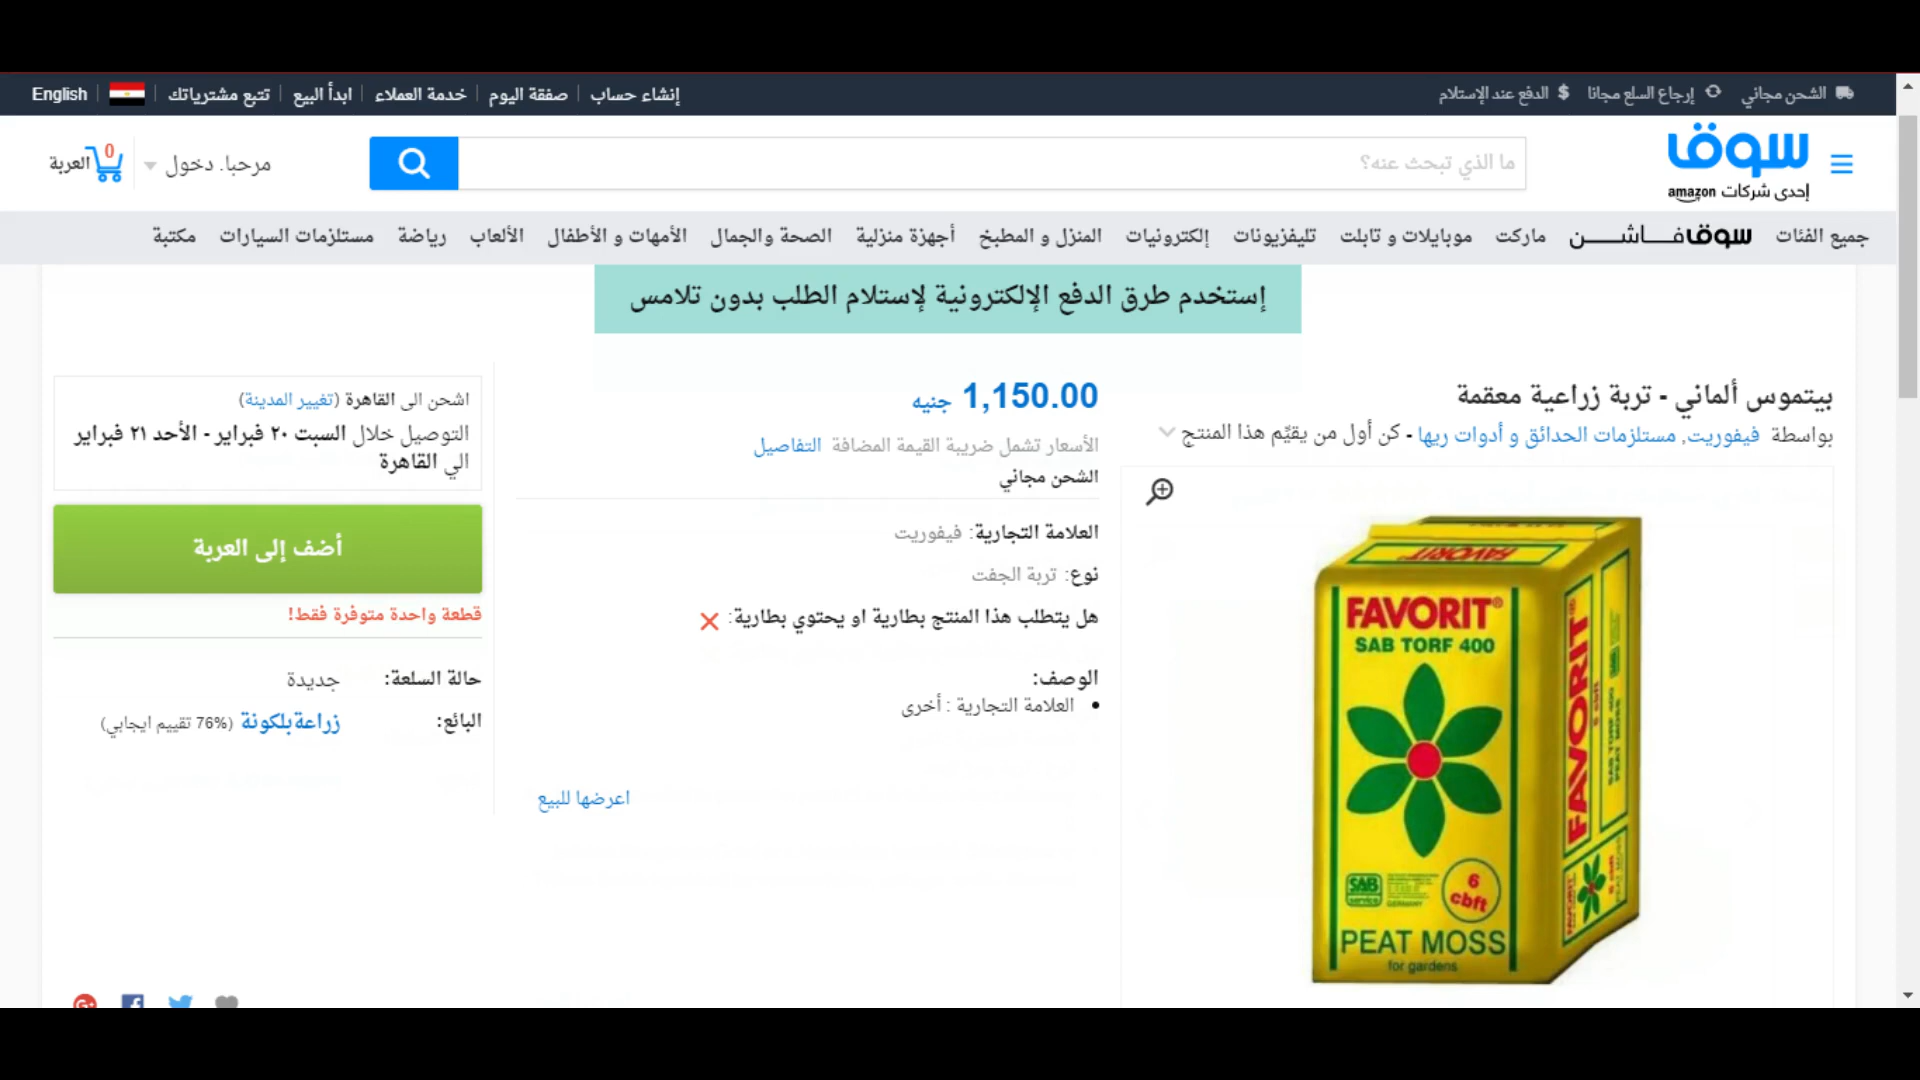 الشحن مجاني إرجاع السلع مجانا $ الدفع عند الإستلام إنشاء حساب صفقة اليوم خدمة العملاء ابدأ البيع تتبع مشترياتك English
سوق
إحدى شركات amazon
ما الذي تبحث عنه؟
مرحبا. دخول
0 العربة
جميع الفئات سوق فاشن ماركت موبايلات و تابلت تليفزيونات إلكترونيات المنزل و المطبخ أجهزة منزلية الصحة والجمال الأمهات و الأطفال الألعاب رياضة مستلزمات السيارات مكتبة
إستخدم طرق الدفع الإلكترونية لإستلام الطلب بدون تلامس
بيتموس ألماني - تربة زراعية معقمة
بواسطة فيفوريت, مستلزمات الحدائق و أدوات ريها - كن أول من يقيِّم هذا المنتج
FAVORIT
FAVORIT®
SAB TORF 400
SAB
GERMANY
6
cbft
PEAT MOSS
for gardens
FAVORIT
SAB TORF 400
PEAT MOSS
1,150.00 جنيه
الأسعار تشمل ضريبة القيمة المضافة التفاصيل
الشحن مجاني
العلامة التجارية: فيفوريت
نوع: تربة الجفت
هل يتطلب هذا المنتج بطارية او يحتوي بطارية:
الوصف:
• العلامة التجارية : أخرى
اعرضها للبيع
اشحن الى القاهرة (تغيير المدينة)
التوصيل خلال السبت ٢٠ فبراير - الأحد ٢١ فبراير
الي القاهرة
أضف إلى العربة
قطعة واحدة متوفرة فقط!
حالة السلعة: جديدة
البائع: زراعةبلكونة (76% تقييم ايجابي)